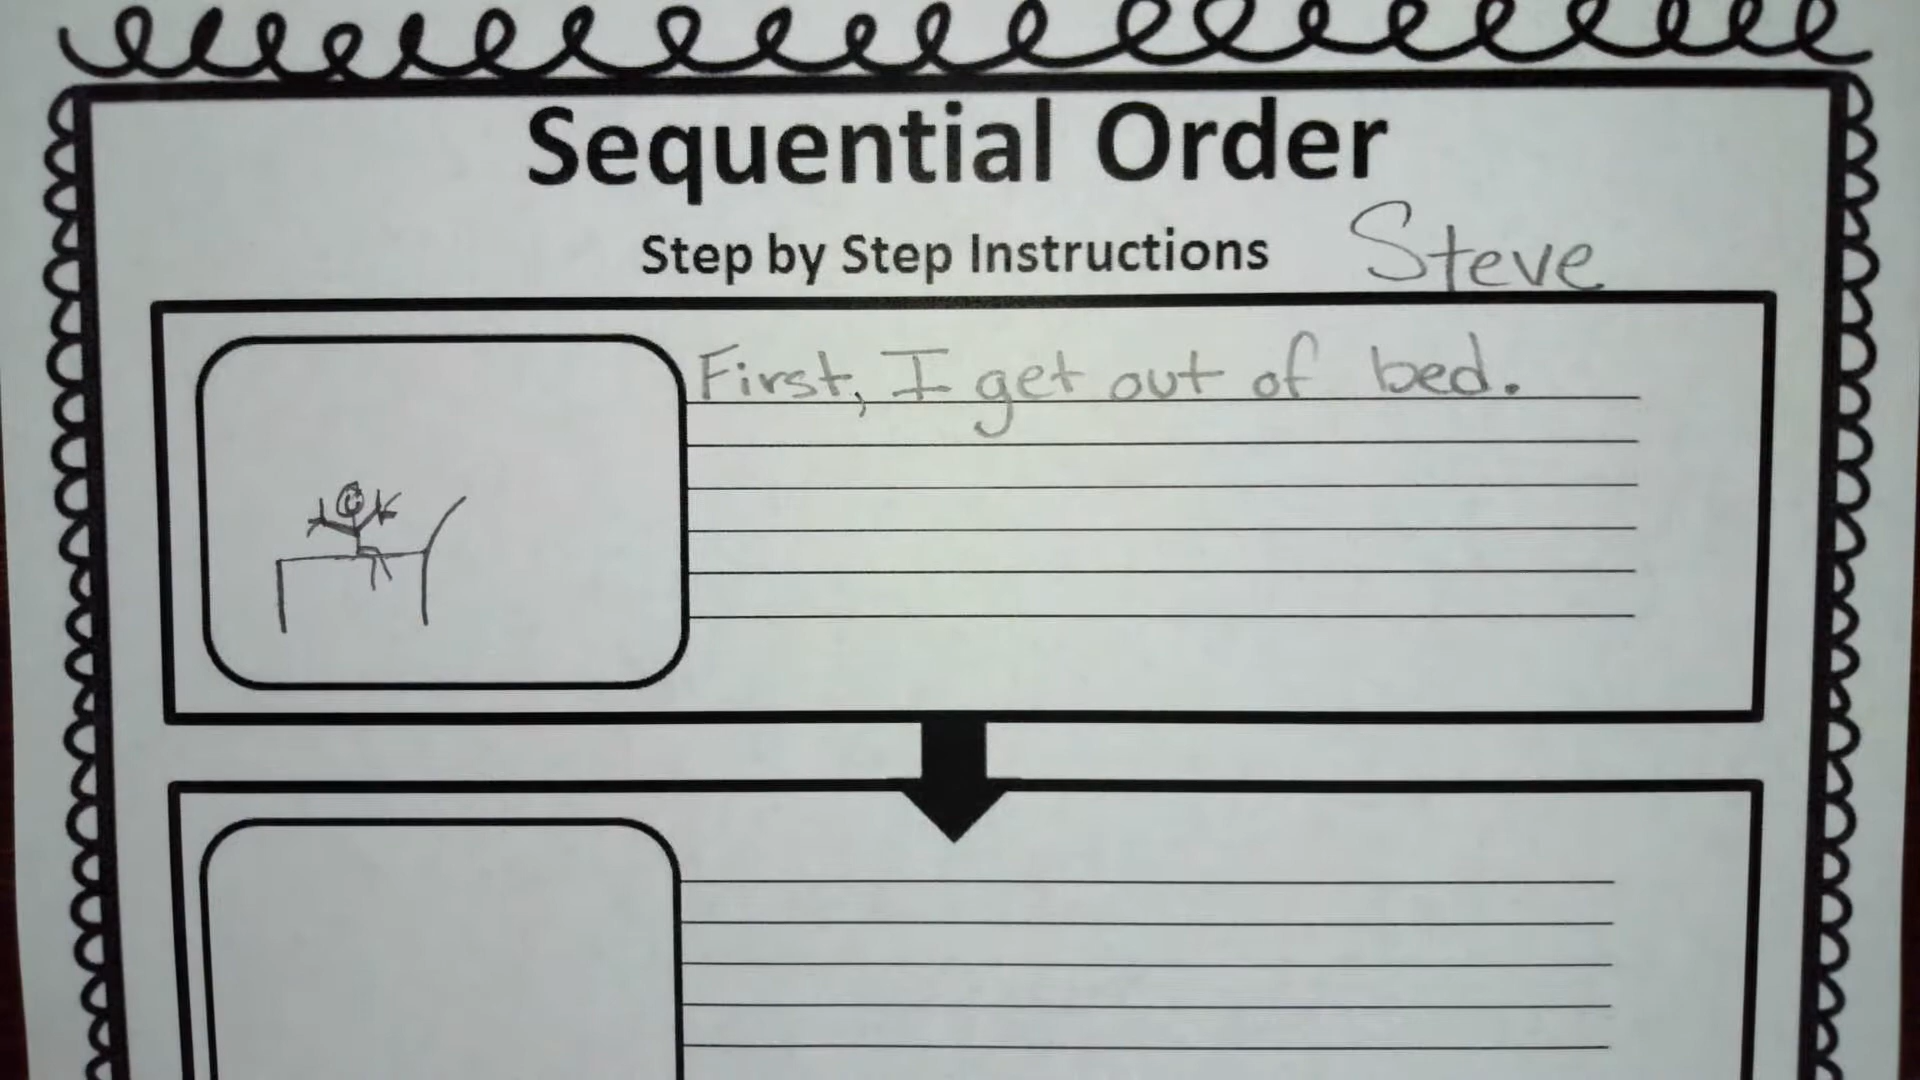 Sequential Order
Step by Step Instructions Steve
First, I get out of bed.